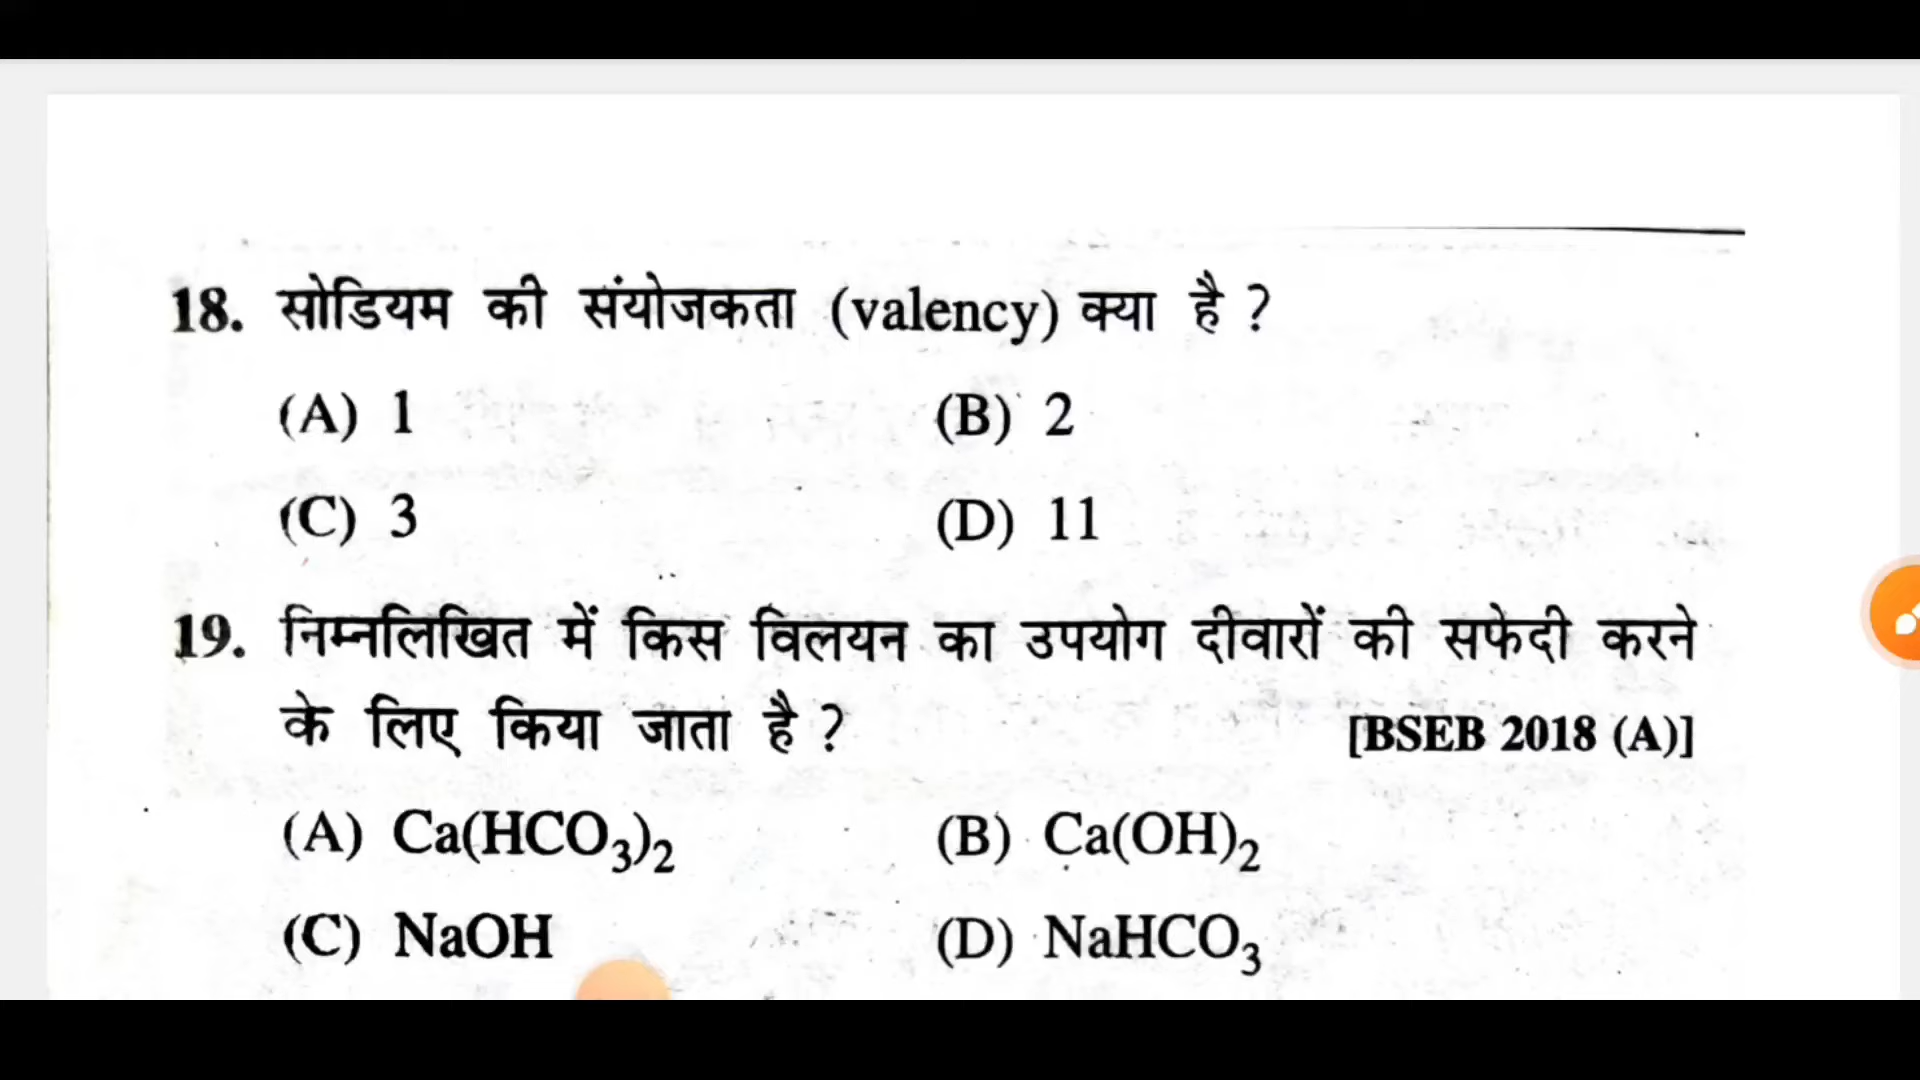 18. सोडियम की संयोजकता (valency) क्या है ?
(A) 1 (B) 2
(C) 3 (D) 11
19. निम्नलिखित में किस विलयन का उपयोग दीवारों की सफेदी करने
के लिए किया जाता है ? [BSEB 2018 (A)]
(A) Ca(HCO₃)₂ (B) Ca(OH)₂
(C) NaOH (D) NaHCO₃